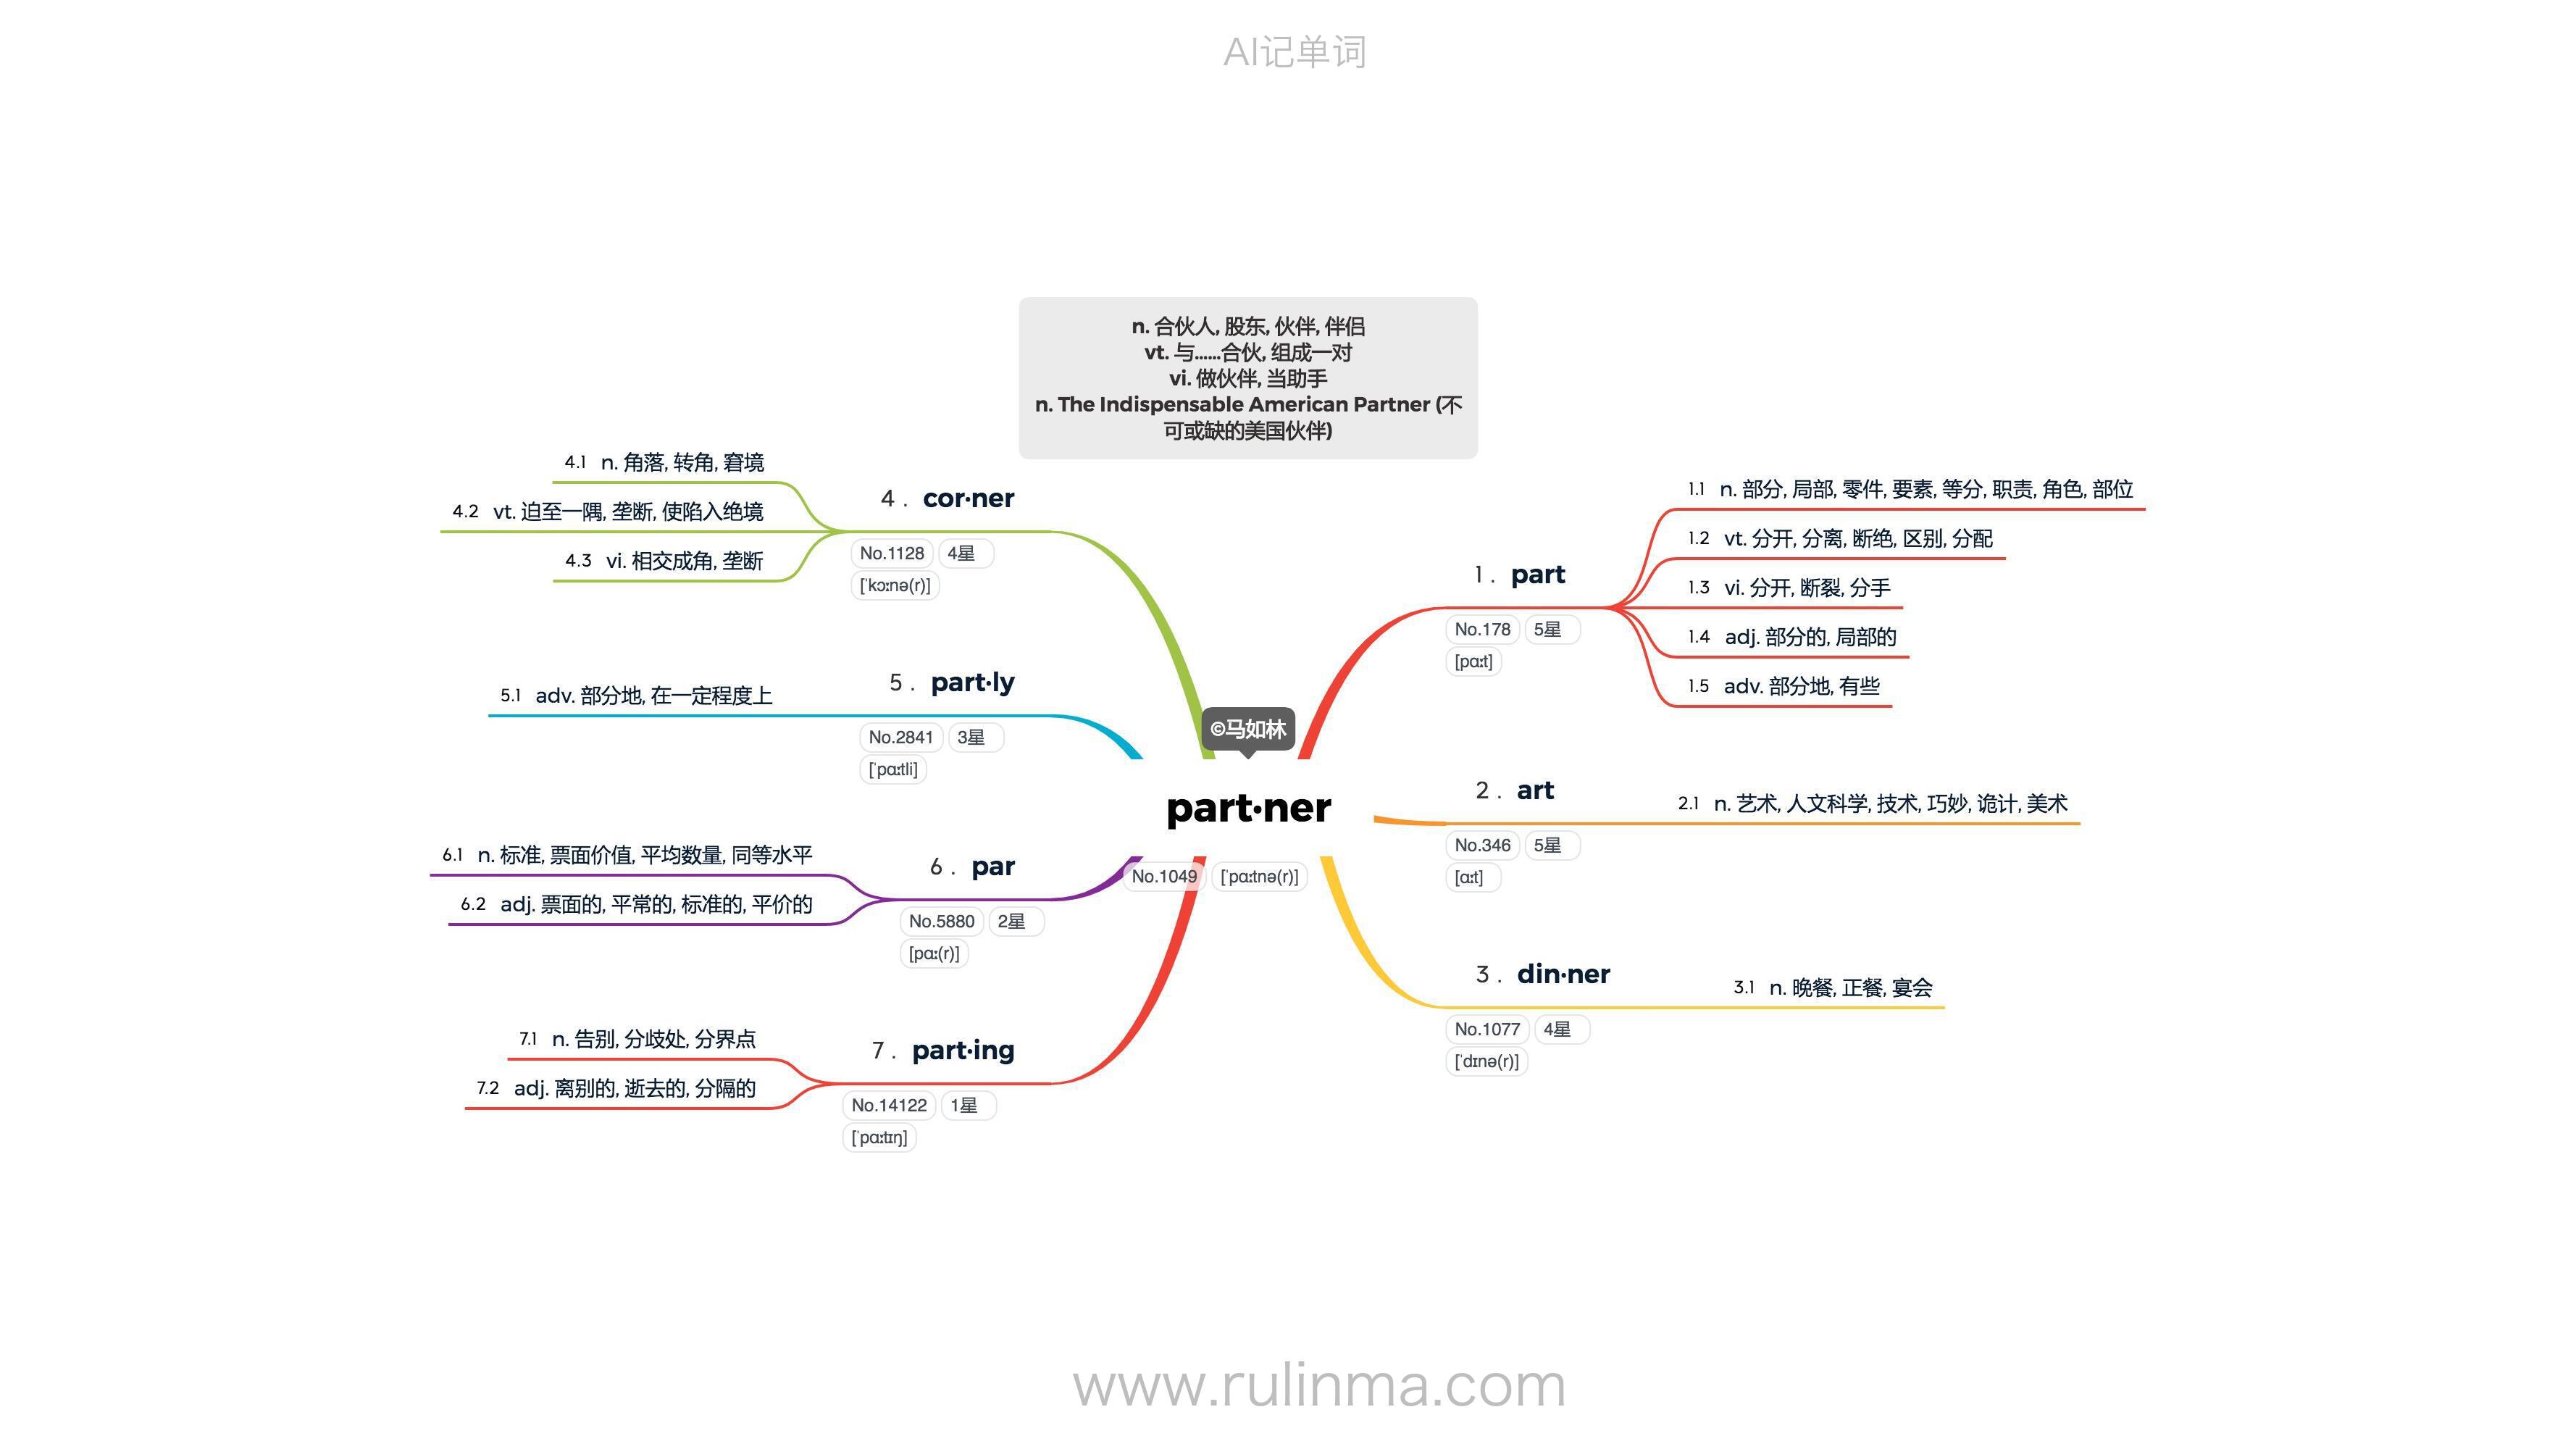 AI记单词
n. 合伙人, 股东, 伙伴, 伴侣
vt. 与……合伙, 组成一对
vi. 做伙伴, 当助手
n. The Indispensable American Partner (不
可或缺的美国伙伴)
©马如林
part·ner
No.1049 [ˈpɑːtnə(r)]
1. part
No.178 5星
[pɑːt]
1.1 n. 部分, 局部, 零件, 要素, 等分, 职责, 角色, 部位
1.2 vt. 分开, 分离, 断绝, 区别, 分配
1.3 vi. 分开, 断裂, 分手
1.4 adj. 部分的, 局部的
1.5 adv. 部分地, 有些
2. art
No.346 5星
[ɑːt]
2.1 n. 艺术, 人文科学, 技术, 巧妙, 诡计, 美术
3. din·ner
No.1077 4星
[ˈdɪnə(r)]
3.1 n. 晚餐, 正餐, 宴会
4. cor·ner
No.1128 4星
[ˈkɔːnə(r)]
4.1 n. 角落, 转角, 窘境
4.2 vt. 迫至一隅, 垄断, 使陷入绝境
4.3 vi. 相交成角, 垄断
5. part·ly
No.2841 3星
[ˈpɑːtli]
5.1 adv. 部分地, 在一定程度上
6. par
No.5880 2星
[pɑː(r)]
6.1 n. 标准, 票面价值, 平均数量, 同等水平
6.2 adj. 票面的, 平常的, 标准的, 平价的
7. part·ing
No.14122 1星
[ˈpɑːtɪŋ]
7.1 n. 告别, 分歧处, 分界点
7.2 adj. 离别的, 逝去的, 分隔的
www.rulinma.com